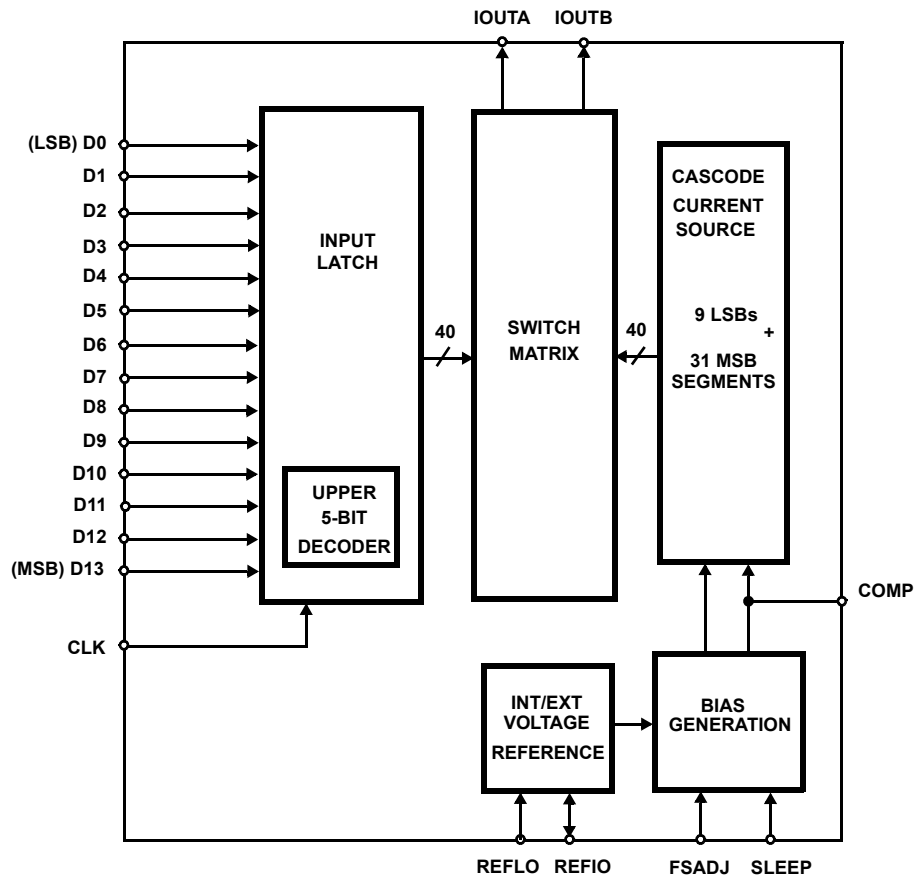 IOUTA IOUTB
(LSB) D0
D1
D2
D3
D4
D5
D6
D7
D8
D9
D10
D11
D12
(MSB) D13
CLK
INPUT
LATCH
UPPER
5-BIT
DECODER
40
SWITCH
MATRIX
40
CASCODE
CURRENT
SOURCE
9 LSBs
+
31 MSB
SEGMENTS
COMP
INT/EXT
VOLTAGE
REFERENCE
BIAS
GENERATION
REFLO REFIO FSADJ SLEEP